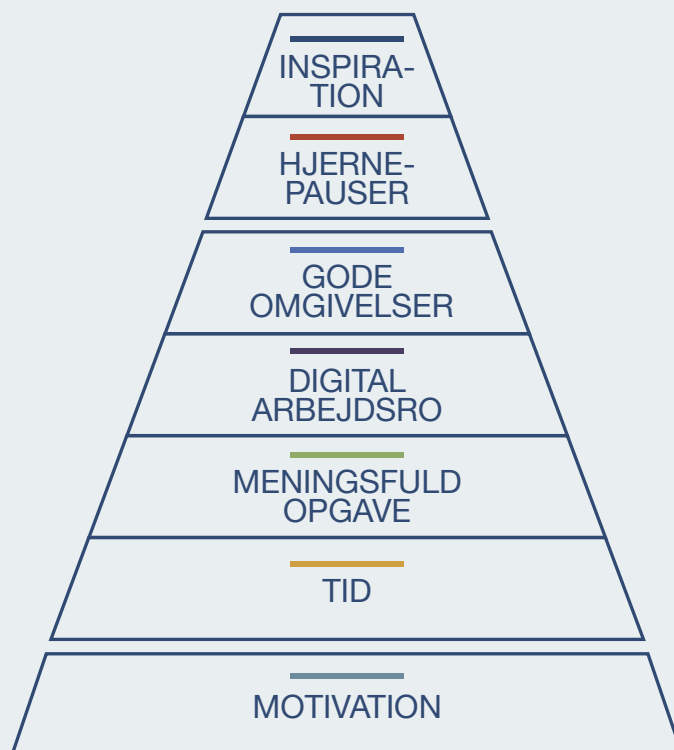 INSPIRA-
TION
HJERNE-
PAUSER
GODE
OMGIVELSER
DIGITAL
ARBEJDSRO
MENINGSFULD
OPGAVE
TID
MOTIVATION